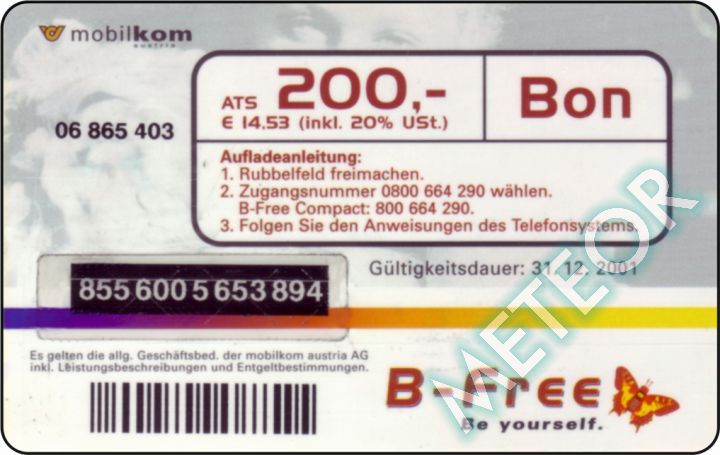 mobilkom
austria
ATS 200,-
€ 14,53 (inkl. 20% USt.)
Bon
06 865 403
Aufladeanleitung:
1. Rubbelfeld freimachen.
2. Zugangsnummer 0800 664 290 wählen.
B-Free Compact: 800 664 290.
3. Folgen Sie den Anweisungen des Telefonsystems.
Gültigkeitsdauer: 31. 12. 2001
855 600 5 653 894
Es gelten die allg. Geschäftsbed. der mobilkom austria AG
inkl. Leistungsbeschreibungen und Entgeltbestimmungen.
B-Free
Be yourself.
METEOR